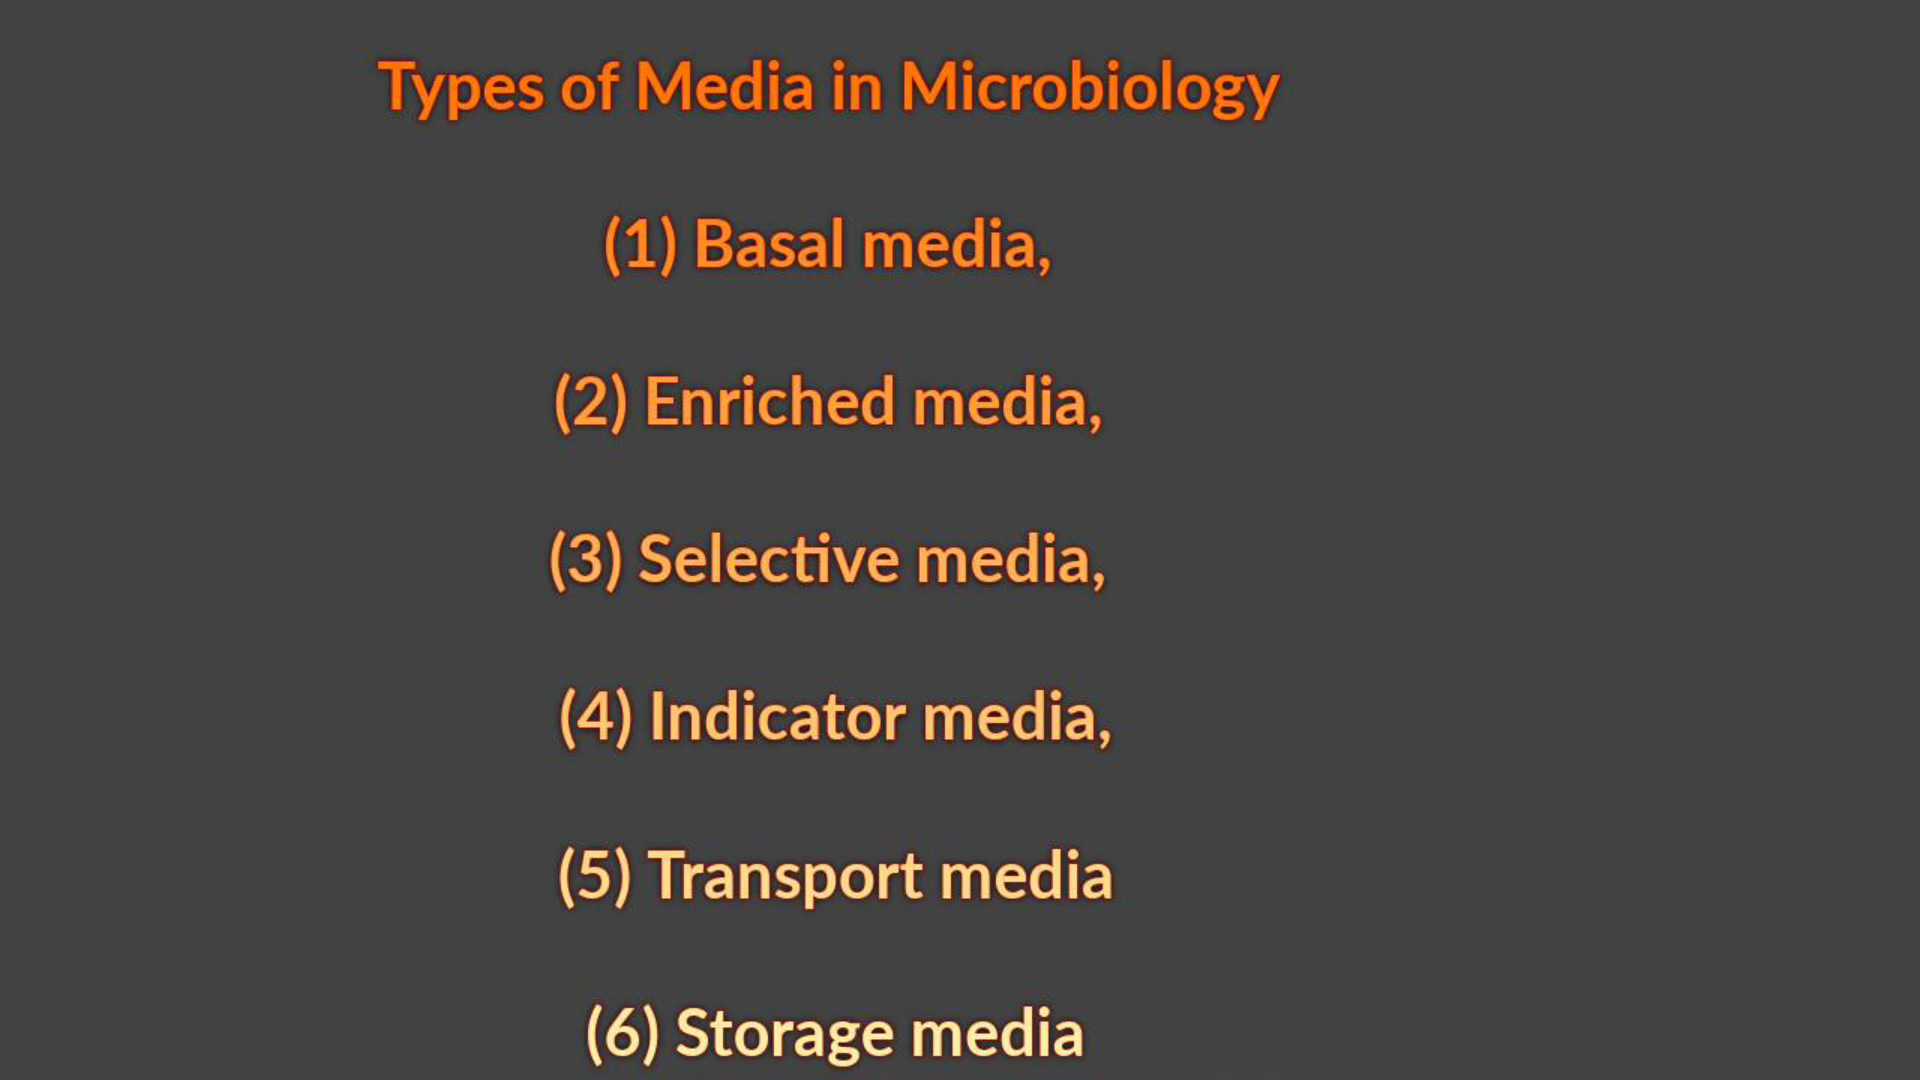 Types of Media in Microbiology
(1) Basal media,
(2) Enriched media,
(3) Selective media,
(4) Indicator media,
(5) Transport media
(6) Storage media